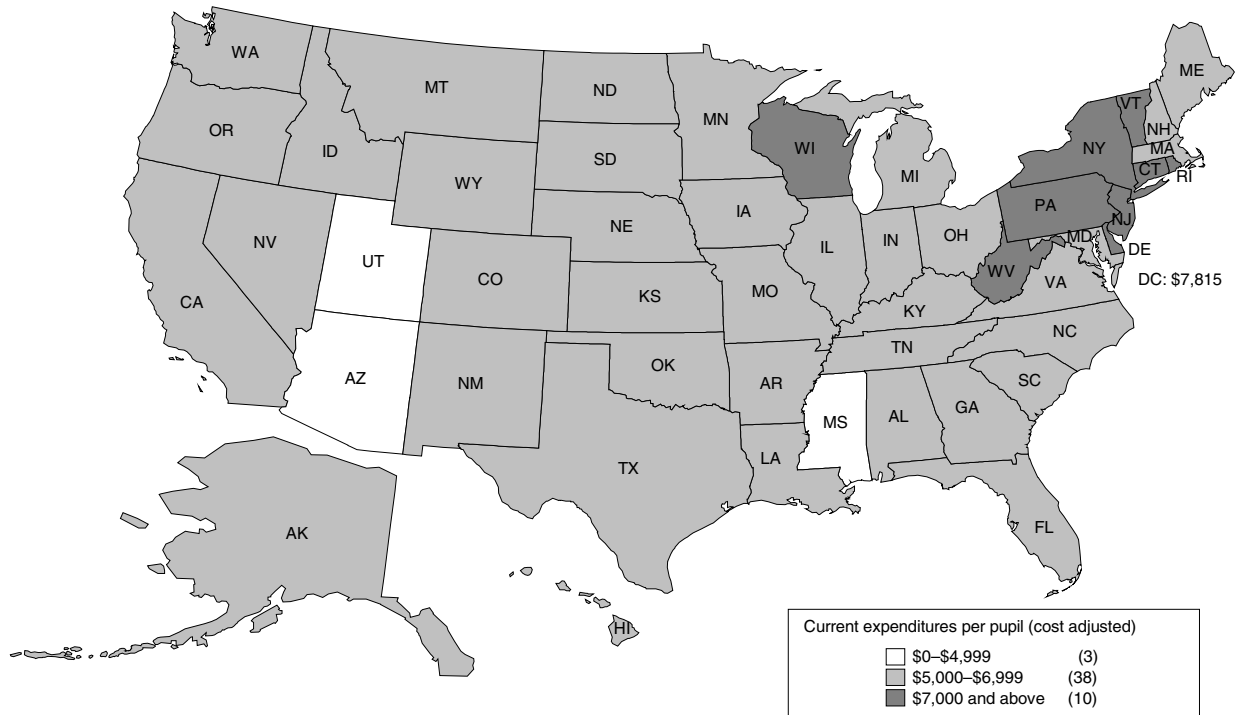 WA
ME
MT
ND
VT
MN
OR
NH
ID
WI
NY
MA
SD
CT
RI
MI
WY
PA
IA
NE
NJ
NV
OH
MD
IL
IN
DE
UT
WV
CO
DC: $7,815
VA
MO
CA
KS
KY
NC
TN
OK
AZ
NM
AR
SC
GA
MS
AL
LA
TX
FL
AK
HI
Current expenditures per pupil (cost adjusted)
$0–$4,999 (3)
$5,000–$6,999 (38)
$7,000 and above (10)